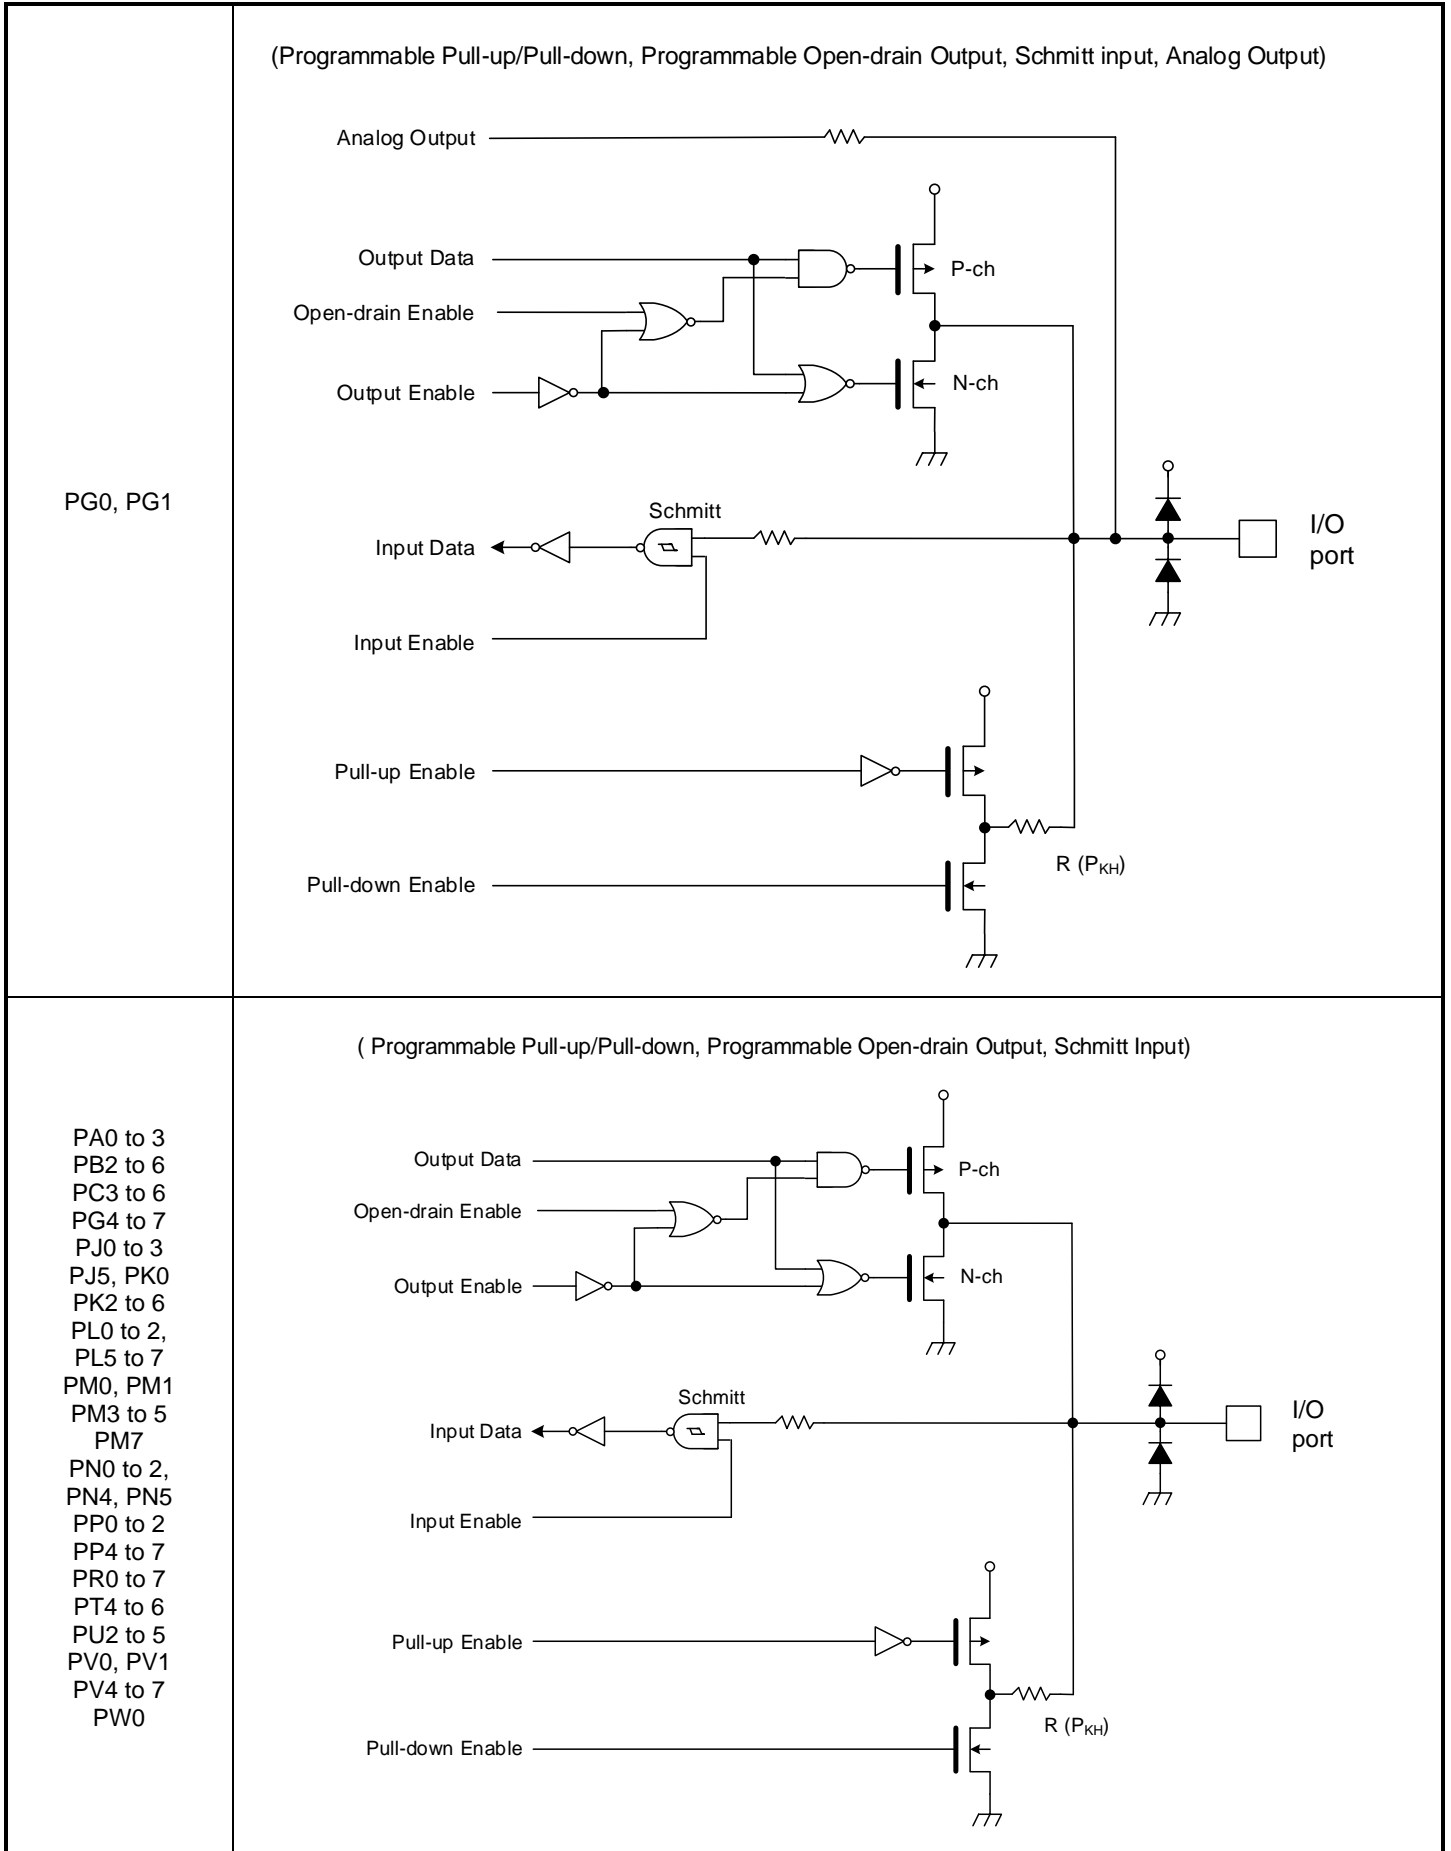 (Programmable Pull-up/Pull-down, Programmable Open-drain Output, Schmitt input, Analog Output)
Analog Output
Output Data
P-ch
Open-drain Enable
Output Enable
N-ch
PG0, PG1
Schmitt
Input Data
I/O
port
Input Enable
Pull-up Enable
R (PKH)
Pull-down Enable
( Programmable Pull-up/Pull-down, Programmable Open-drain Output, Schmitt Input)
PA0 to 3
PB2 to 6
PC3 to 6
PG4 to 7
PJ0 to 3
PJ5, PK0
PK2 to 6
PL0 to 2,
PL5 to 7
PM0, PM1
PM3 to 5
PM7
PN0 to 2,
PN4, PN5
PP0 to 2
PP4 to 7
PR0 to 7
PT4 to 6
PU2 to 5
PV0, PV1
PV4 to 7
PW0
Output Data
P-ch
Open-drain Enable
Output Enable
N-ch
Schmitt
Input Data
I/O
port
Input Enable
Pull-up Enable
R (PKH)
Pull-down Enable